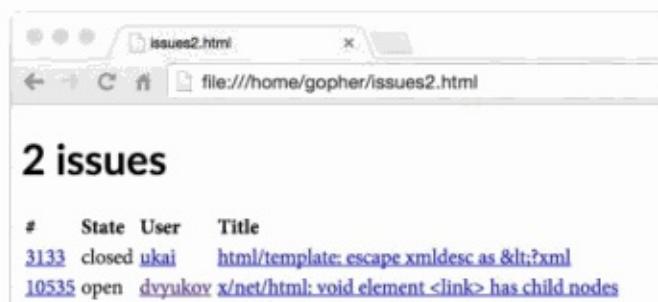 issues2.html
file:///home/gopher/issues2.html
2 issues
# State User Title
3133 closed ukai html/template: escape xmldesc as &lt;?xml
10535 open dvyukov x/net/html: void element <link> has child nodes